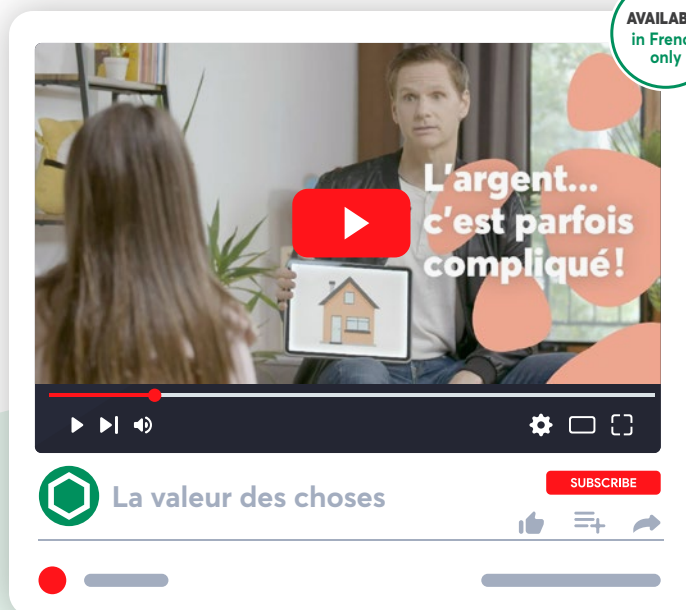 AVAILAB
in Frenc
only
L'argent...
c'est parfois
compliqué!
La valeur des choses
SUBSCRIBE